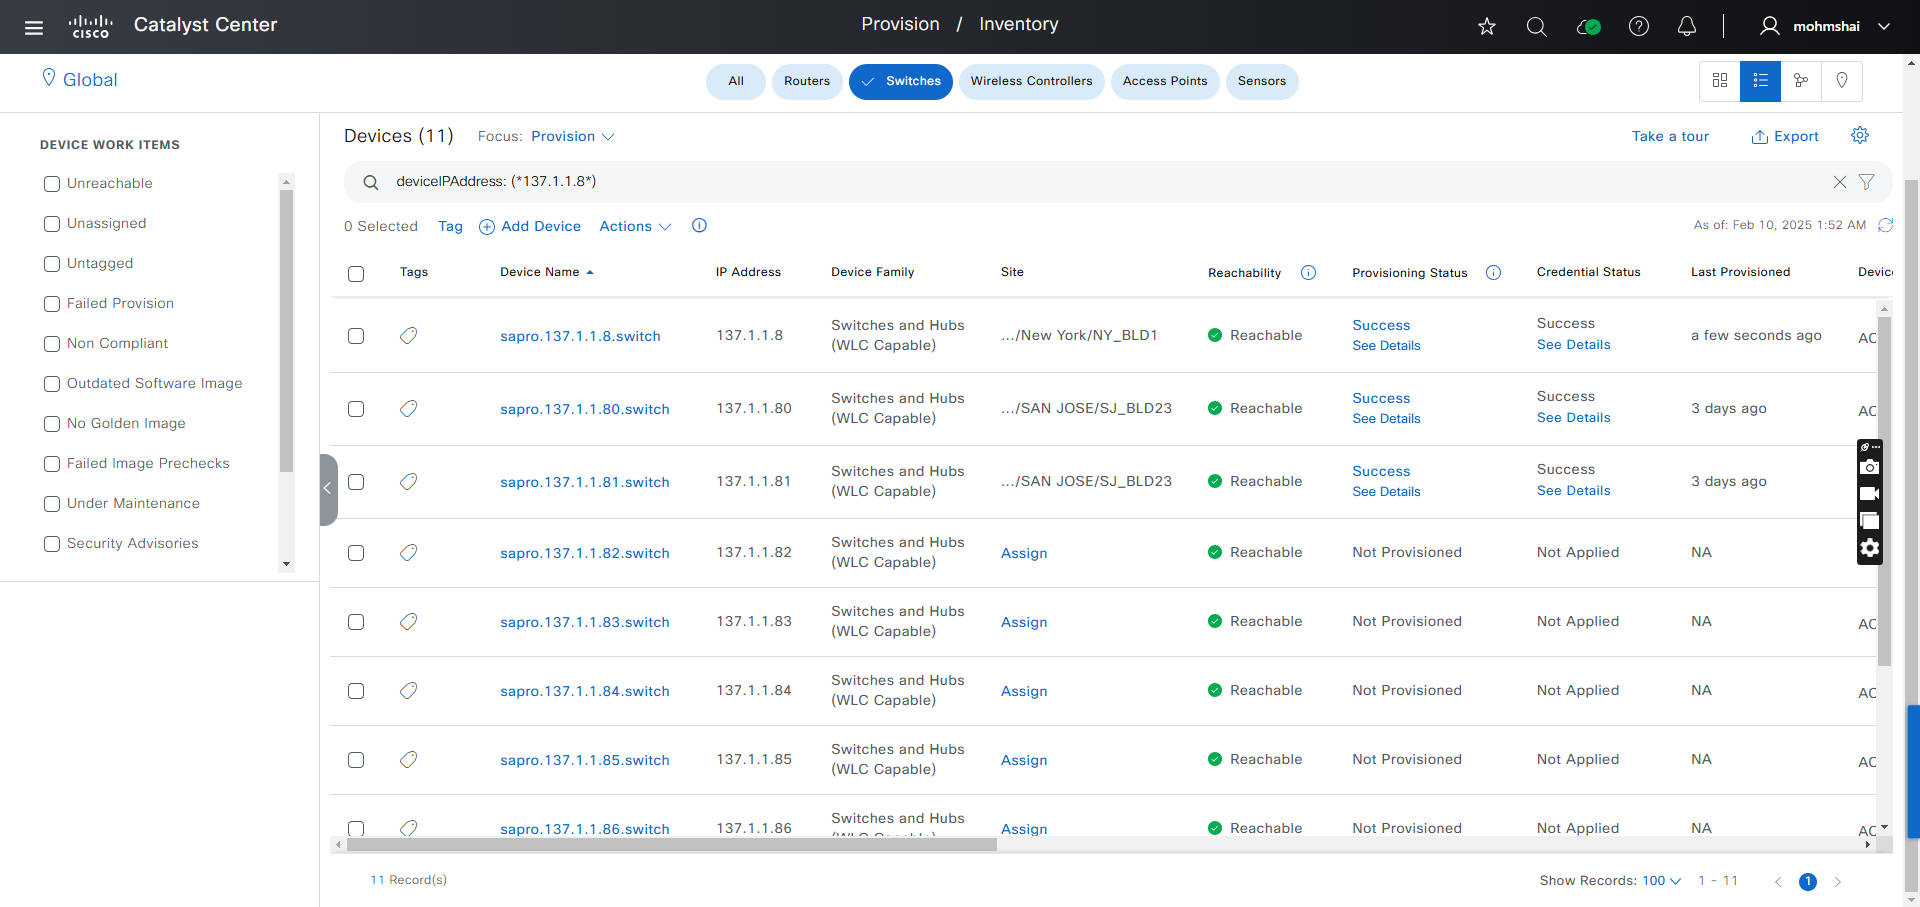 cisco Catalyst Center
Provision / Inventory
mohmshai
Global
All
Routers
Switches
Wireless Controllers
Access Points
Sensors
DEVICE WORK ITEMS
Unreachable
Unassigned
Untagged
Failed Provision
Non Compliant
Outdated Software Image
No Golden Image
Failed Image Prechecks
Under Maintenance
Security Advisories
Devices (11) Focus: Provision
Take a tour Export
deviceIPAddress: (*137.1.1.8*)
0 Selected Tag Add Device Actions
As of: Feb 10, 2025 1:52 AM
Tags Device Name IP Address Device Family Site Reachability Provisioning Status Credential Status Last Provisioned Device
sapro.137.1.1.8.switch 137.1.1.8 Switches and Hubs (WLC Capable) .../New York/NY_BLD1 Reachable Success See Details Success See Details a few seconds ago AC
sapro.137.1.1.80.switch 137.1.1.80 Switches and Hubs (WLC Capable) .../SAN JOSE/SJ_BLD23 Reachable Success See Details Success See Details 3 days ago AC
sapro.137.1.1.81.switch 137.1.1.81 Switches and Hubs (WLC Capable) .../SAN JOSE/SJ_BLD23 Reachable Success See Details Success See Details 3 days ago
sapro.137.1.1.82.switch 137.1.1.82 Switches and Hubs (WLC Capable) Assign Reachable Not Provisioned Not Applied NA
sapro.137.1.1.83.switch 137.1.1.83 Switches and Hubs (WLC Capable) Assign Reachable Not Provisioned Not Applied NA AC
sapro.137.1.1.84.switch 137.1.1.84 Switches and Hubs (WLC Capable) Assign Reachable Not Provisioned Not Applied NA AC
sapro.137.1.1.85.switch 137.1.1.85 Switches and Hubs (WLC Capable) Assign Reachable Not Provisioned Not Applied NA AC
sapro.137.1.1.86.switch 137.1.1.86 Switches and Hubs (WLC Capable) Assign Reachable Not Provisioned Not Applied NA AC
11 Record(s)
Show Records: 100 1 - 11 1